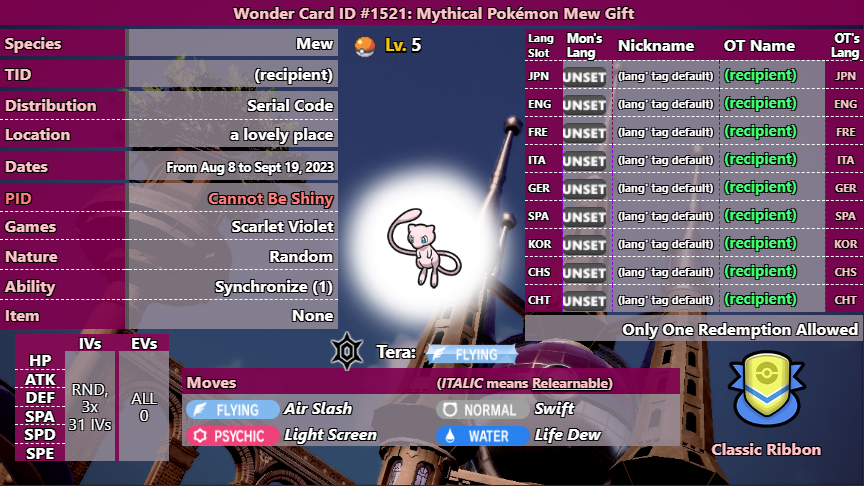 Wonder Card ID #1521: Mythical Pokémon Mew Gift
Species Mew
TID (recipient)
Distribution Serial Code
Location a lovely place
Dates From Aug 8 to Sept 19, 2023
PID Cannot Be Shiny
Games Scarlet Violet
Nature Random
Ability Synchronize (1)
Item None
Lv. 5
Lang Slot Mon's Lang Nickname OT Name OT's Lang
JPN UNSET (lang' tag default) (recipient) JPN
ENG UNSET (lang' tag default) (recipient) ENG
FRE UNSET (lang' tag default) (recipient) FRE
ITA UNSET (lang' tag default) (recipient) ITA
GER UNSET (lang' tag default) (recipient) GER
SPA UNSET (lang' tag default) (recipient) SPA
KOR UNSET (lang' tag default) (recipient) KOR
CHS UNSET (lang' tag default) (recipient) CHS
CHT UNSET (lang' tag default) (recipient) CHT
Only One Redemption Allowed
IVs EVs
HP
ATK
DEF
SPA
SPD
SPE
RND,
3x
31 IVs
ALL
0
Tera: FLYING
Moves (ITALIC means Relearnable)
FLYING Air Slash NORMAL Swift
PSYCHIC Light Screen WATER Life Dew
Classic Ribbon